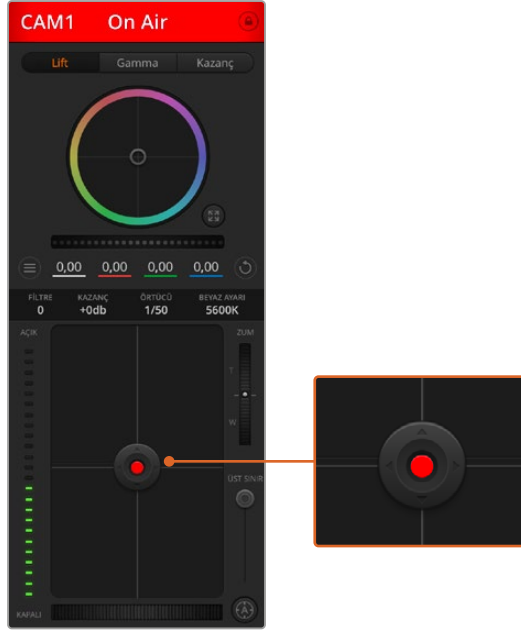 CAM1 On Air
Lift Gamma Kazanç
0,00 0,00 0,00 0,00
FİLTRE KAZANÇ ÖRTÜCÜ BEYAZ AYARI
0 +0db 1/50 5600K
AÇIK ZUM
T
W
ÜST SINIR
KAPALI A